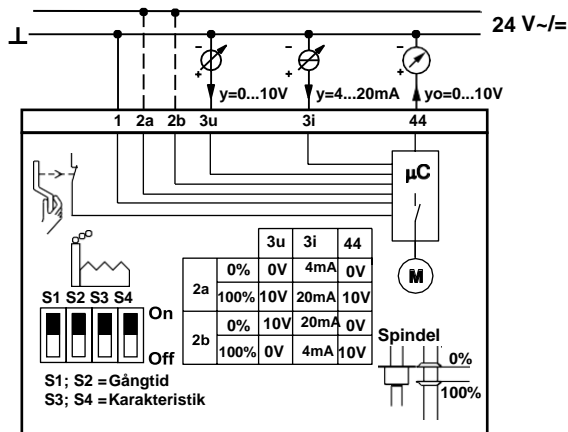 24 V~/=
⊥
- - -
+ + +
y=0...10V y=4...20mA yo=0...10V
1 2a 2b 3u 3i 44
µC
M
3u 3i 44
2a 0% 0V 4mA 0V
100% 10V 20mA 10V
2b 0% 10V 20mA 0V
100% 0V 4mA 10V
S1 S2 S3 S4
On
Off
S1; S2 = Gångtid
S3; S4 = Karakteristik
Spindel
0%
100%